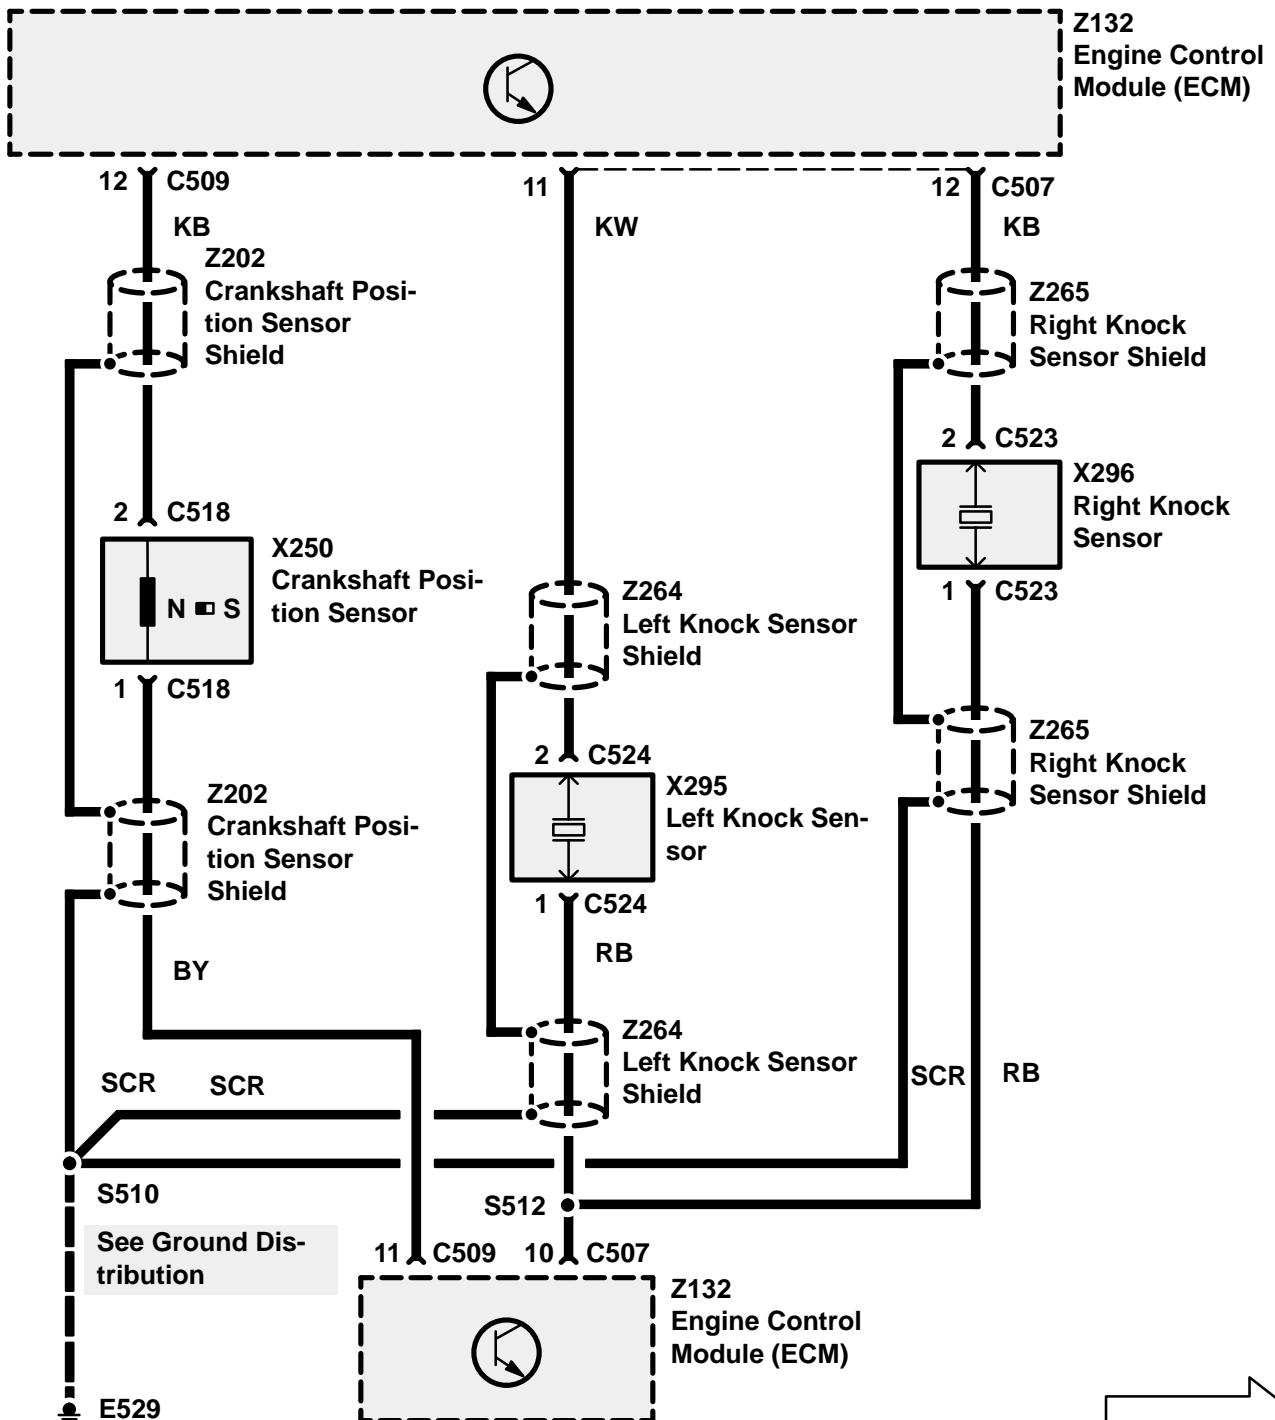 Z132
Engine Control
Module (ECM)
12 C509
11
12 C507
KB
KW
KB
Z202
Crankshaft Posi-
tion Sensor
Shield
Z265
Right Knock
Sensor Shield
2 C523
X296
Right Knock
Sensor
1 C523
2 C518
X250
Crankshaft Posi-
tion Sensor
N S
1 C518
Z264
Left Knock Sensor
Shield
2 C524
X295
Left Knock Sen-
sor
1 C524
RB
Z265
Right Knock
Sensor Shield
Z202
Crankshaft Posi-
tion Sensor
Shield
BY
Z264
Left Knock Sensor
Shield
SCR
SCR
SCR
RB
S510
S512
See Ground Dis-
tribution
11 C509
10 C507
Z132
Engine Control
Module (ECM)
E529